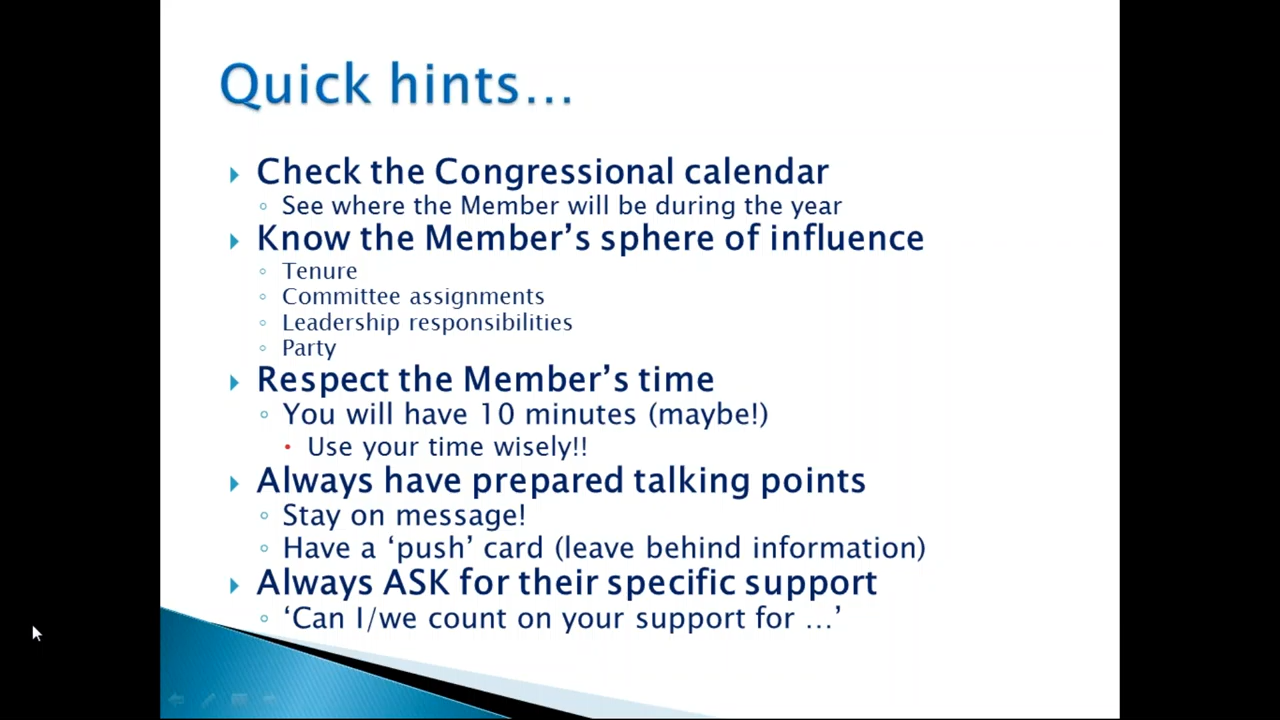 Quick hints...
Check the Congressional calendar
See where the Member will be during the year
Know the Member’s sphere of influence
Tenure
Committee assignments
Leadership responsibilities
Party
Respect the Member’s time
You will have 10 minutes (maybe!)
Use your time wisely!!
Always have prepared talking points
Stay on message!
Have a ‘push’ card (leave behind information)
Always ASK for their specific support
‘Can I/we count on your support for ...’